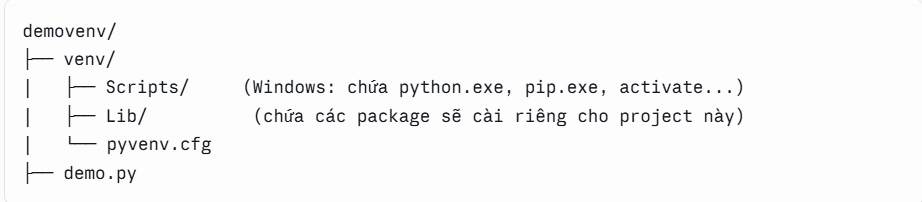 demovenv/
├── venv/
│   ├── Scripts/     (Windows: chứa python.exe, pip.exe, activate...)
│   ├── Lib/          (chứa các package sẽ cài riêng cho project này)
│   └── pyvenv.cfg
├── demo.py